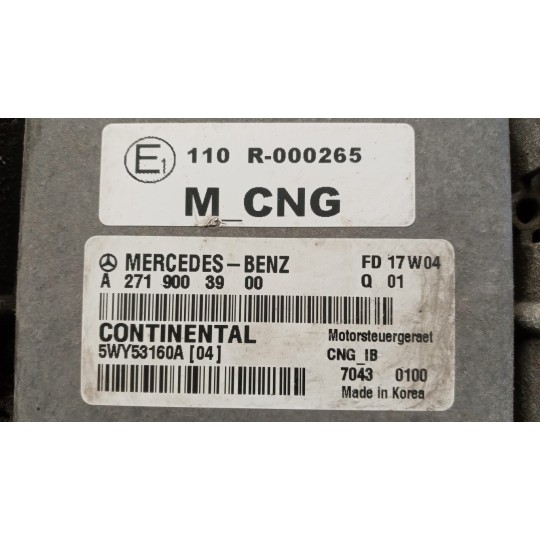 E1 110 R-000265
M_CNG
MERCEDES-BENZ FD 17W04
A 271 900 39 00 Q 01
CONTINENTAL Motorsteuergeraet
5WY53160A [04] CNG_IB
7043 0100
Made in Korea